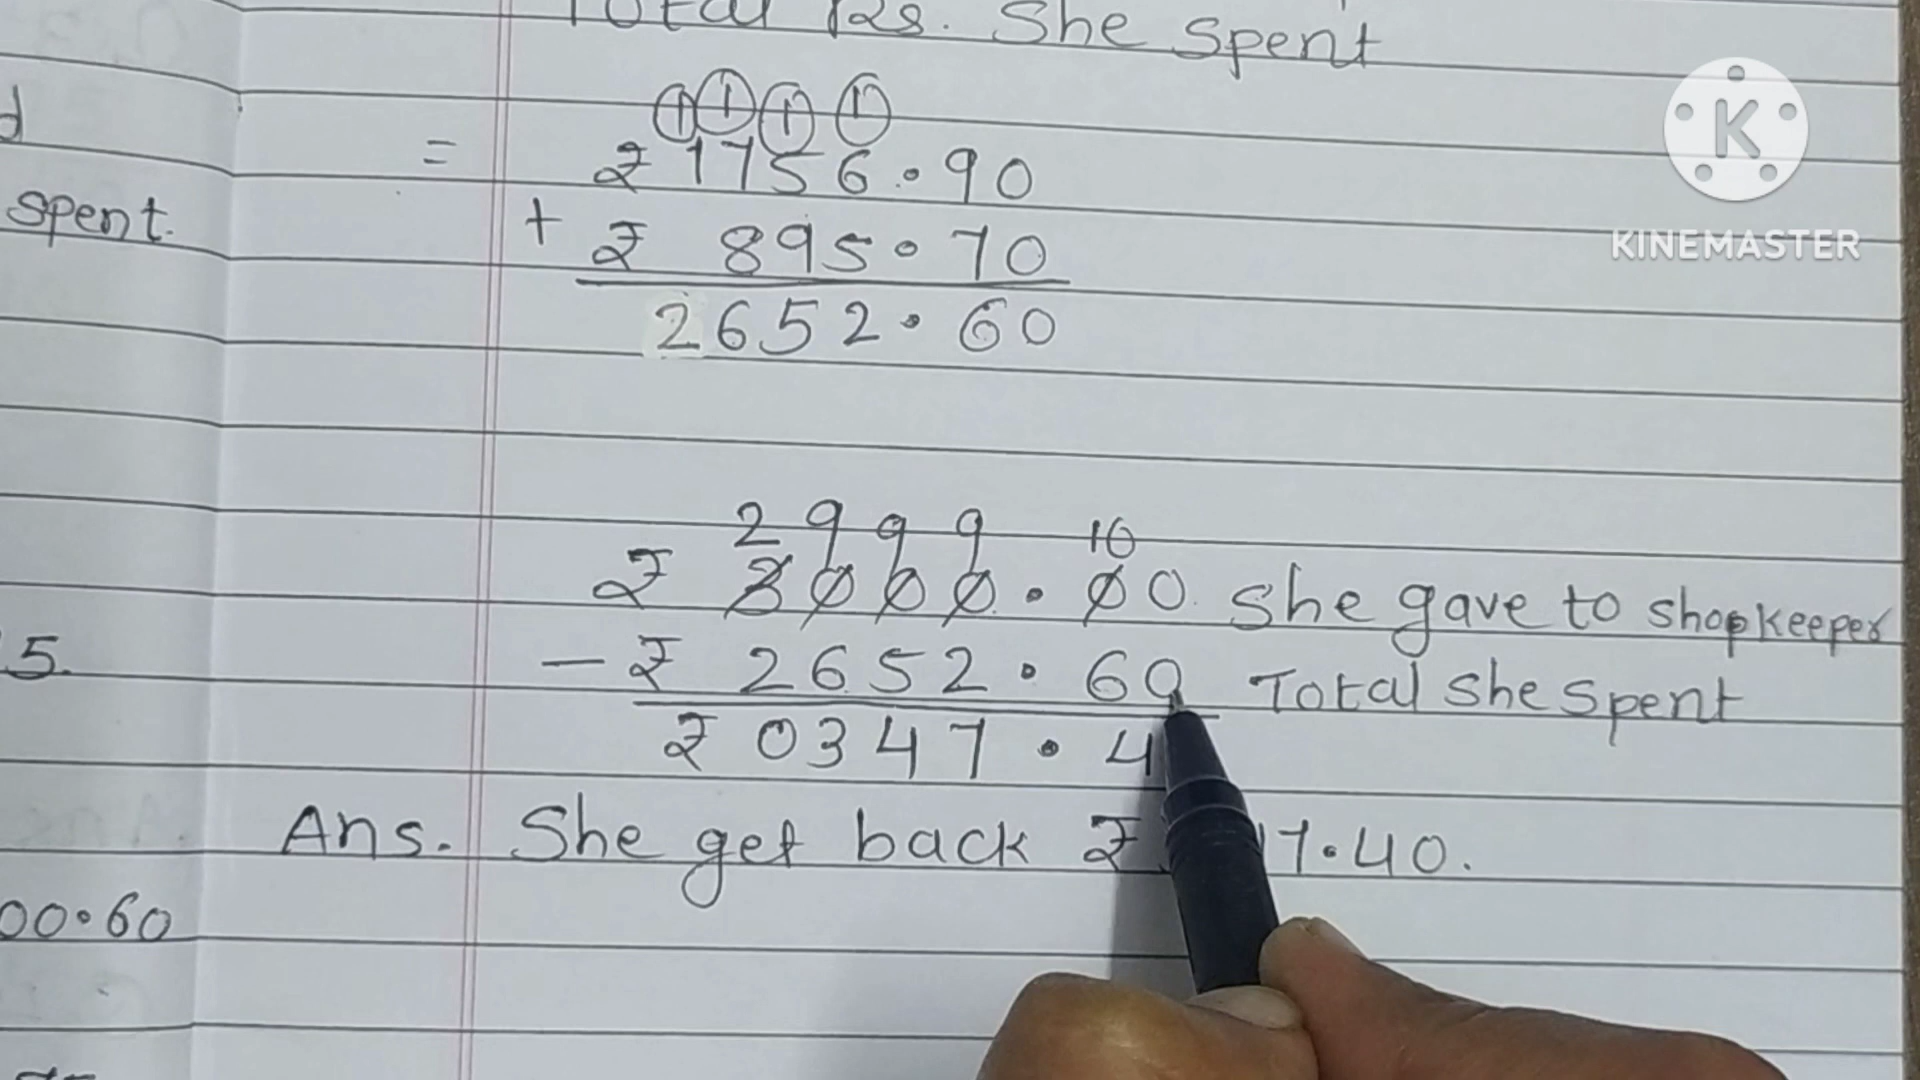 Total Rs. She spent
1 1 1 1
d
= ₹ 1756.90
spent.
+ ₹ 895.70
2652.60
2 9 9 9 10
₹ 3000.00 She gave to shopkeeper
5.
- ₹ 2652.60 Total she spent
₹ 0347.4
Ans. She get back ₹ 7.40.
00.60
KINEMASTER